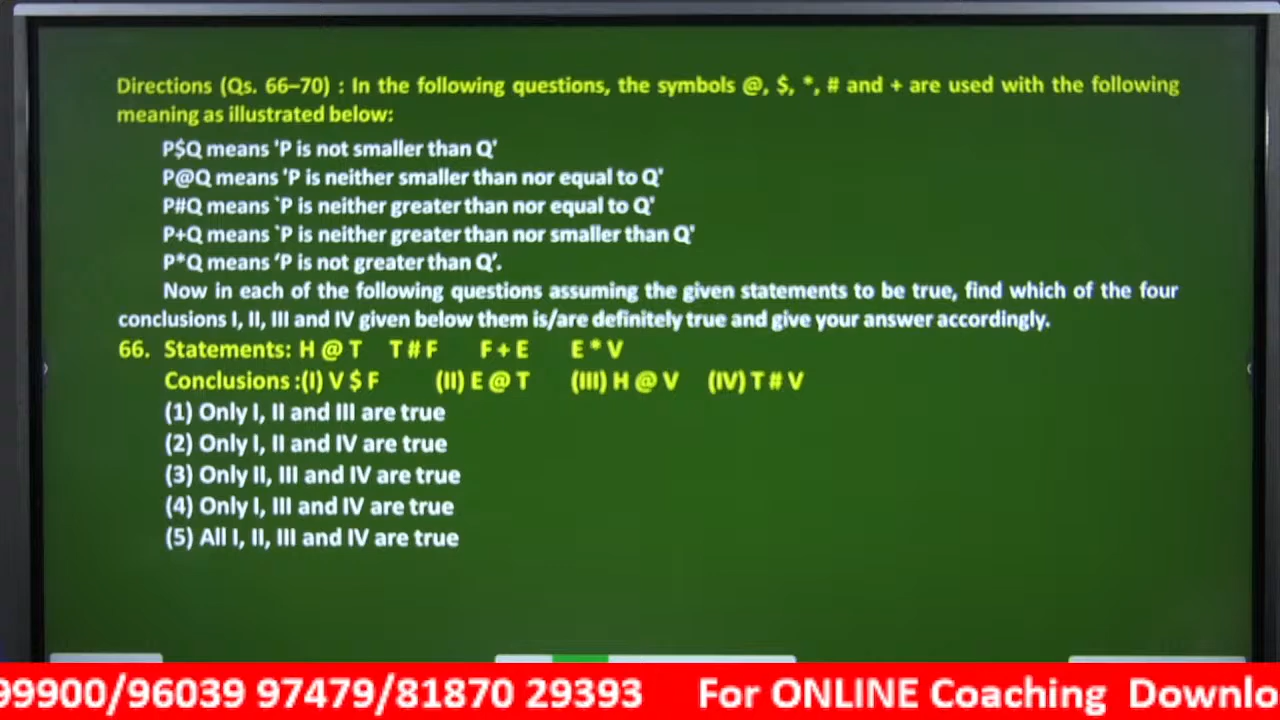 Directions (Qs. 66–70) : In the following questions, the symbols @, $, *, # and + are used with the following
meaning as illustrated below:
P$Q means 'P is not smaller than Q'
P@Q means 'P is neither smaller than nor equal to Q'
P#Q means `P is neither greater than nor equal to Q'
P+Q means `P is neither greater than nor smaller than Q'
P*Q means 'P is not greater than Q'.
Now in each of the following questions assuming the given statements to be true, find which of the four
conclusions I, II, III and IV given below them is/are definitely true and give your answer accordingly.
66. Statements: H @ T T # F F + E E * V
Conclusions :(I) V $ F (II) E @ T (III) H @ V (IV) T # V
(1) Only I, II and III are true
(2) Only I, II and IV are true
(3) Only II, III and IV are true
(4) Only I, III and IV are true
(5) All I, II, III and IV are true
99900/96039 97479/81870 29393 For ONLINE Coaching Downlo